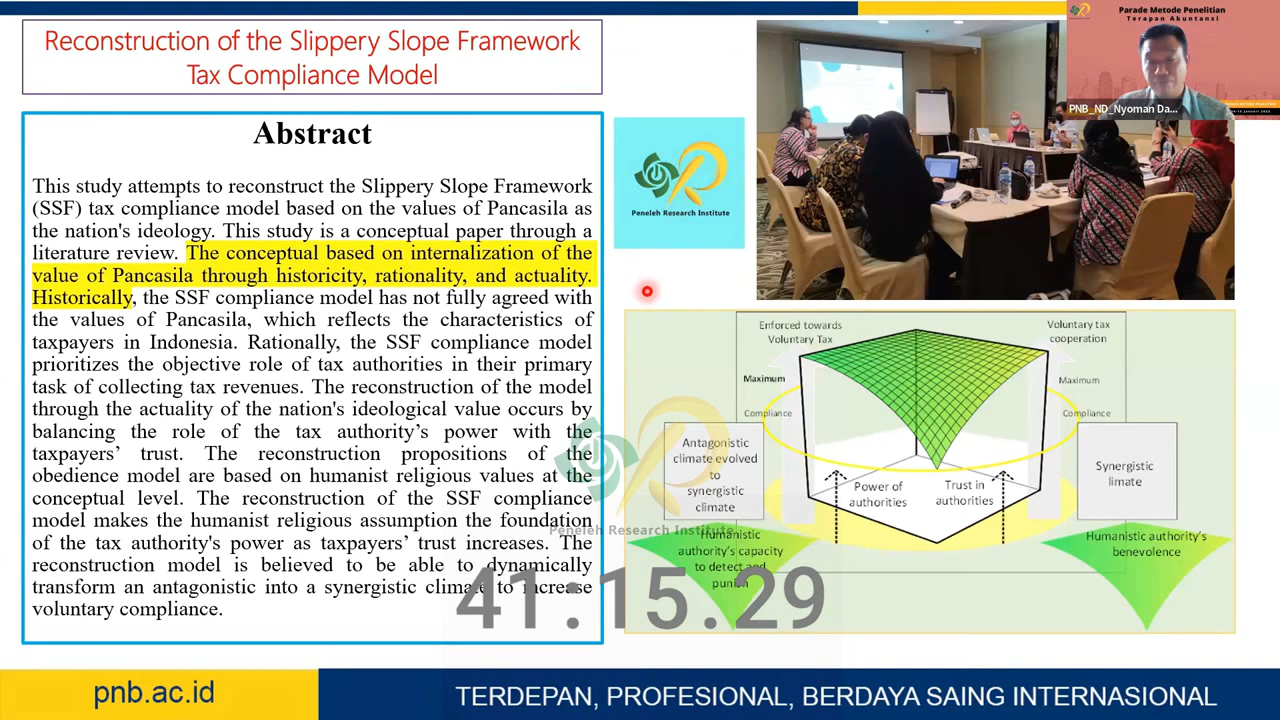 Reconstruction of the Slippery Slope Framework
Tax Compliance Model
Abstract
This study attempts to reconstruct the Slippery Slope Framework
(SSF) tax compliance model based on the values of Pancasila as
the nation's ideology. This study is a conceptual paper through a
literature review. The conceptual based on internalization of the
value of Pancasila through historicity, rationality, and actuality.
Historically, the SSF compliance model has not fully agreed with
the values of Pancasila, which reflects the characteristics of
taxpayers in Indonesia. Rationally, the SSF compliance model
prioritizes the objective role of tax authorities in their primary
task of collecting tax revenues. The reconstruction of the model
through the actuality of the nation's ideological value occurs by
balancing the role of the tax authority’s power with the
taxpayers’ trust. The reconstruction propositions of the
obedience model are based on humanist religious values at the
conceptual level. The reconstruction of the SSF compliance
model makes the humanist religious assumption the foundation
of the tax authority's power as taxpayers’ trust increases. The
reconstruction model is believed to be able to dynamically
transform an antagonistic into a synergistic climate to increase
voluntary compliance.
Peneleh Research Institute
Parade Metode Penelitian
Terapan Akuntansi
PNB_ND_Nyoman Da...
Enforced towards
Voluntary Tax
Voluntary tax
cooperation
Maximum
Compliance
Maximum
Compliance
Antagonistic
climate evolved
to
synergistic
climate
Power of
authorities
Trust in
authorities
Synergistic
limate
Humanistic
authority’s capacity
to detect and
punish
Humanistic authority’s
benevolence
Peneleh Research Institute
41:15.29
pnb.ac.id
TERDEPAN, PROFESIONAL, BERDAYA SAING INTERNASIONAL